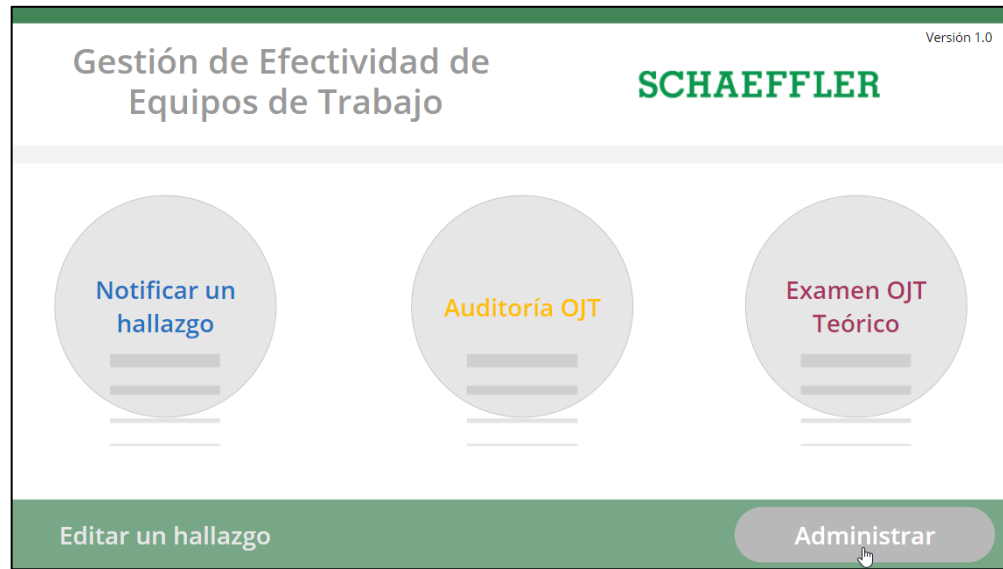 Versión 1.0
Gestión de Efectividad de
Equipos de Trabajo
SCHAEFFLER
Notificar un
hallazgo
Auditoría OJT
Examen OJT
Teórico
Editar un hallazgo
Administrar